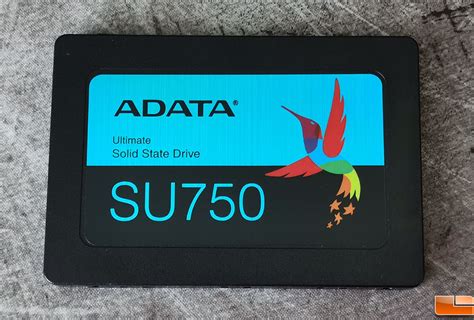 ADATA®
Ultimate
Solid State Drive
SU750